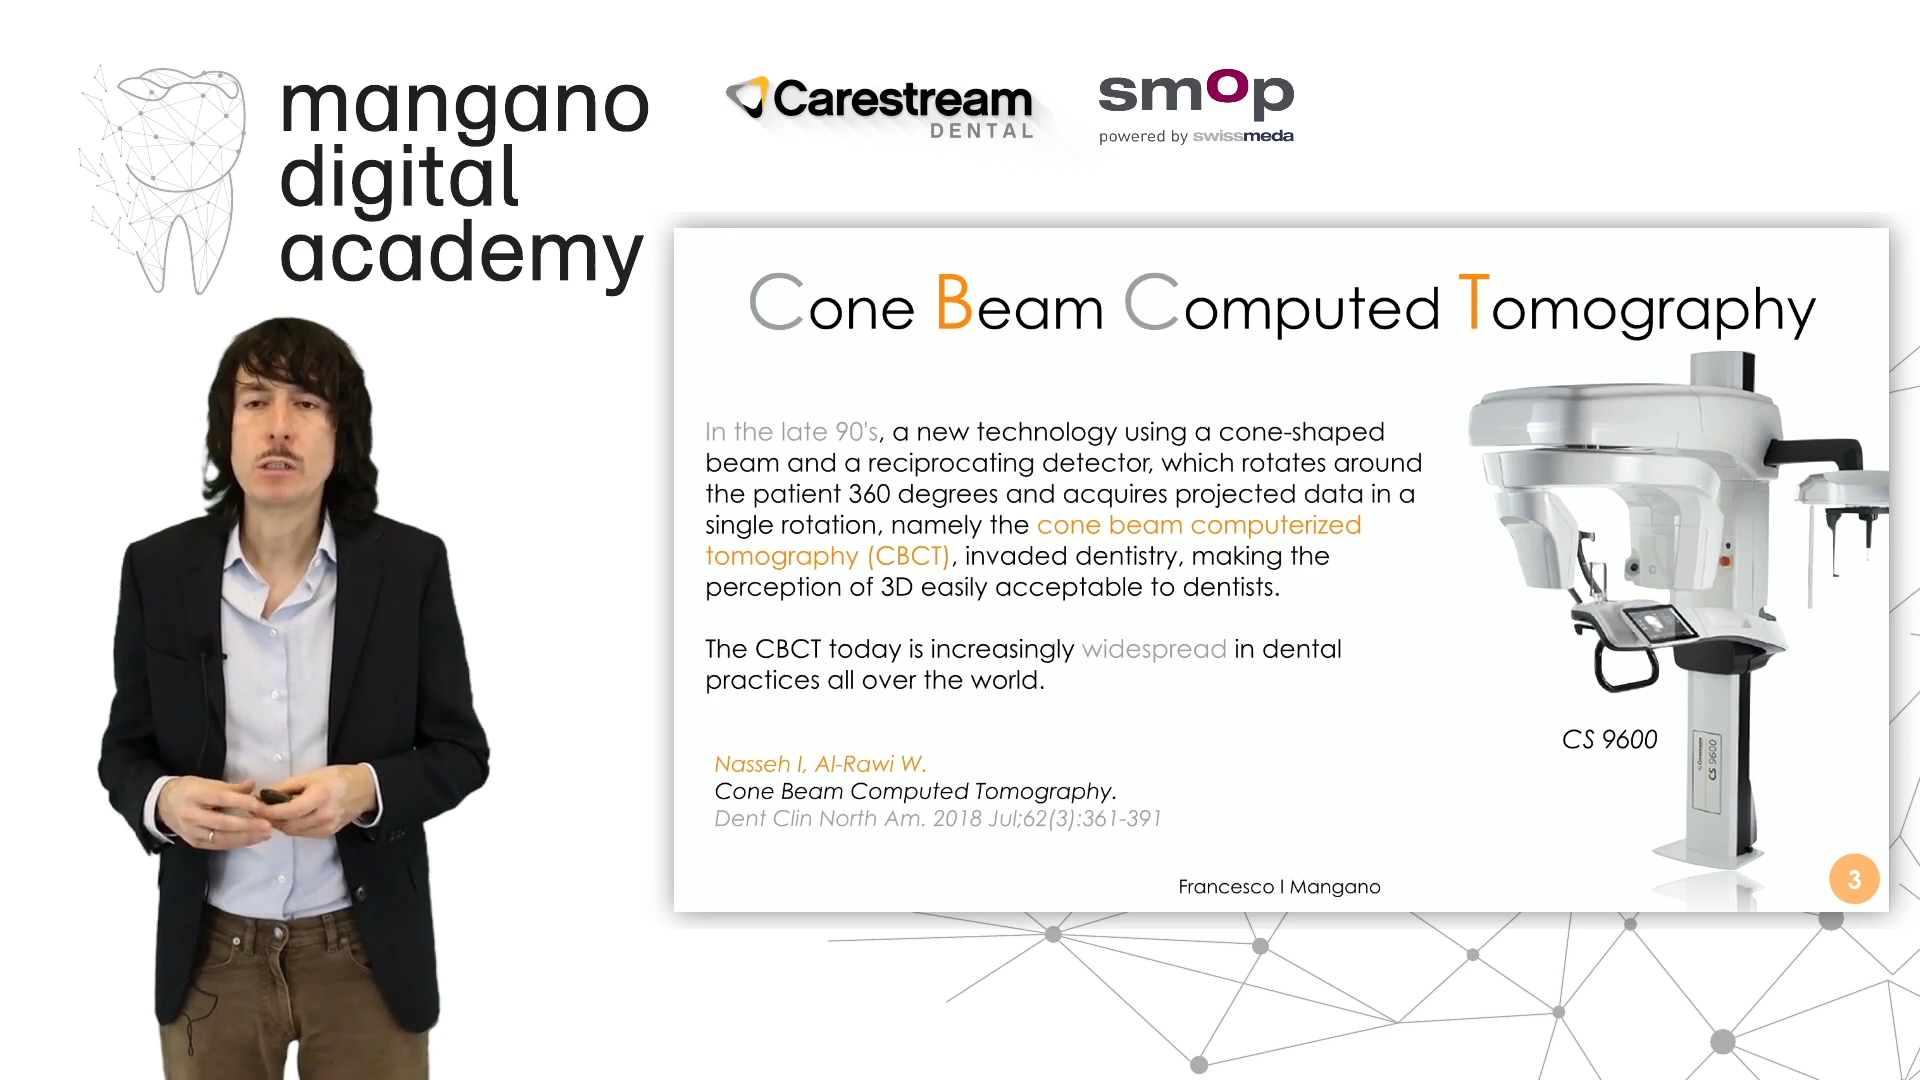 mangano
digital
academy
Carestream
DENTAL
smop
powered by swissmeda
Cone Beam Computed Tomography
In the late 90's, a new technology using a cone-shaped
beam and a reciprocating detector, which rotates around
the patient 360 degrees and acquires projected data in a
single rotation, namely the cone beam computerized
tomography (CBCT), invaded dentistry, making the
perception of 3D easily acceptable to dentists.
The CBCT today is increasingly widespread in dental
practices all over the world.
CS 9600
Carestream
CS 9600
Nasseh I, Al-Rawi W.
Cone Beam Computed Tomography.
Dent Clin North Am. 2018 Jul;62(3):361-391
Francesco I Mangano
3